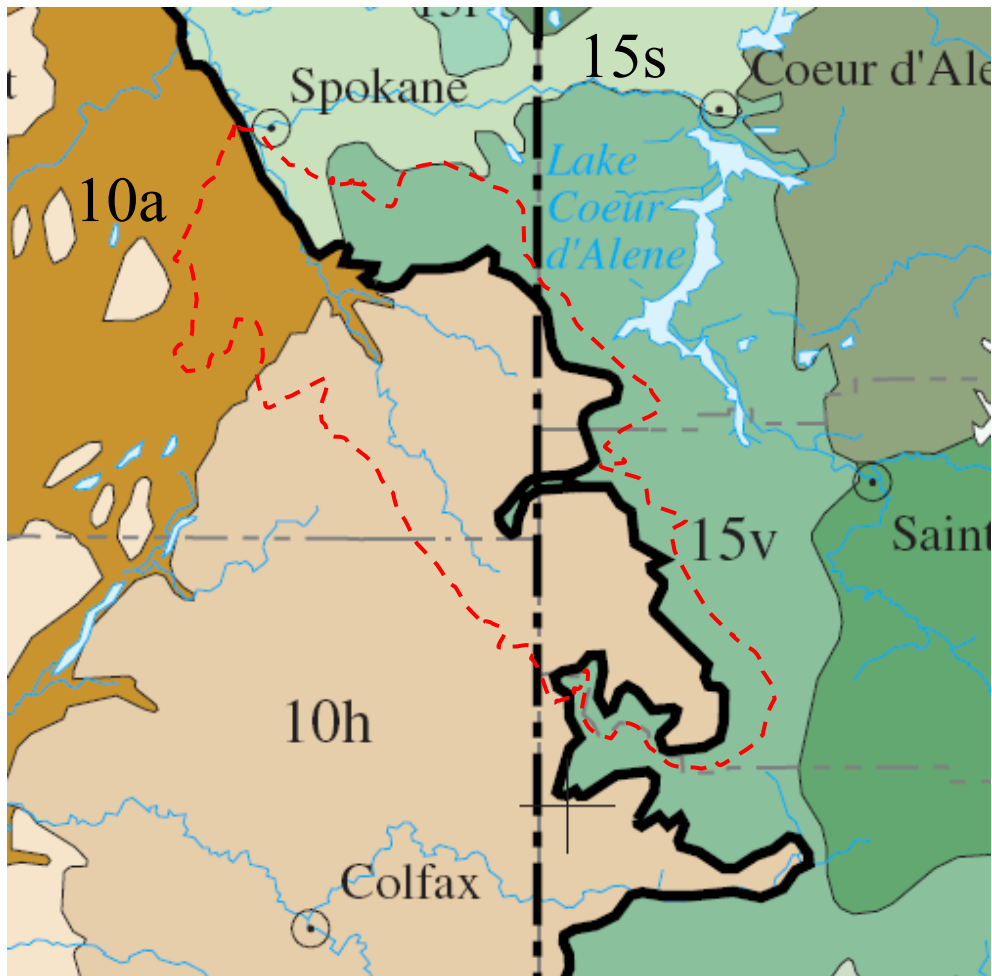 15s
Spokane
Coeur d'Ale
t
Lake
Coeur
d'Alene
10a
15v
Saint
10h
Colfax